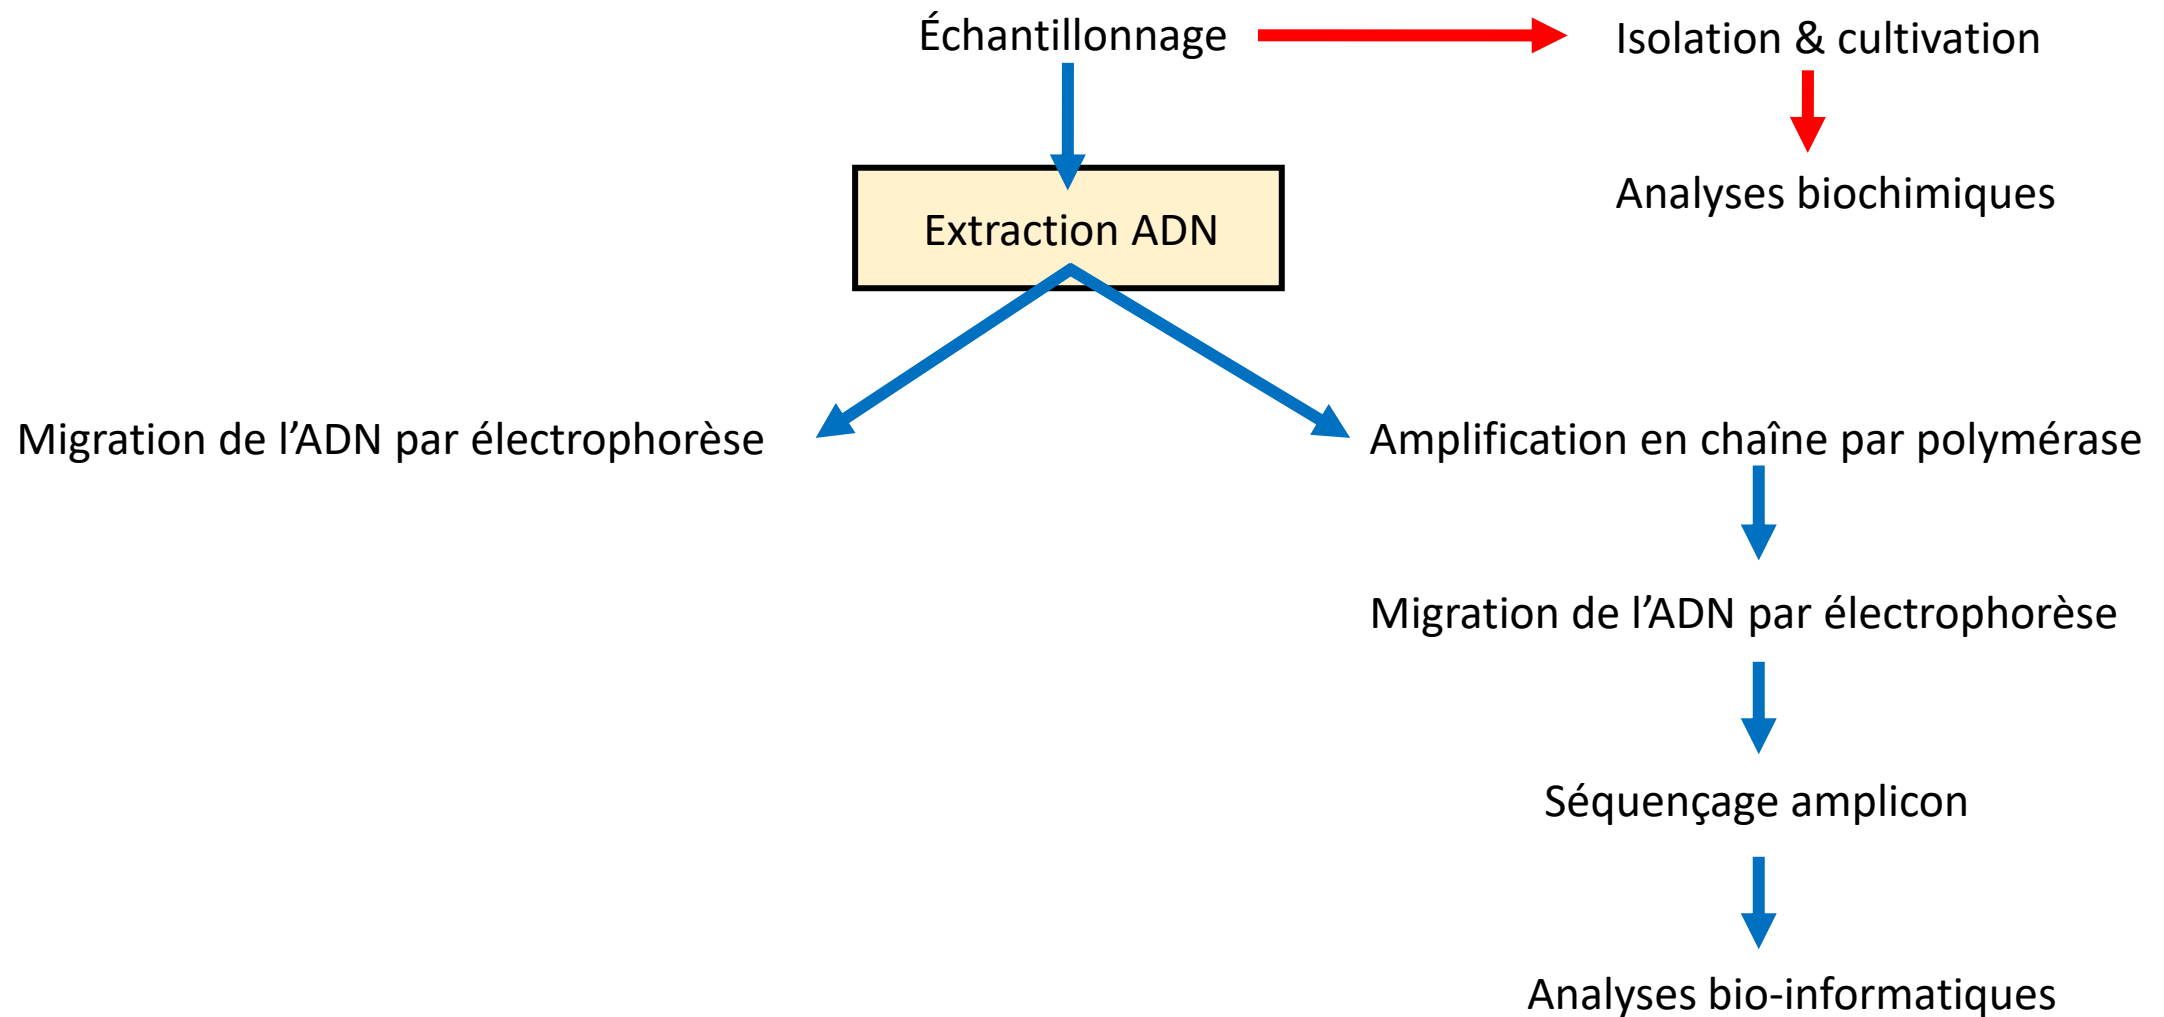 Échantillonnage
Isolation & cultivation
Analyses biochimiques
Extraction ADN
Migration de l’ADN par électrophorèse
Amplification en chaîne par polymérase
Migration de l’ADN par électrophorèse
Séquençage amplicon
Analyses bio-informatiques